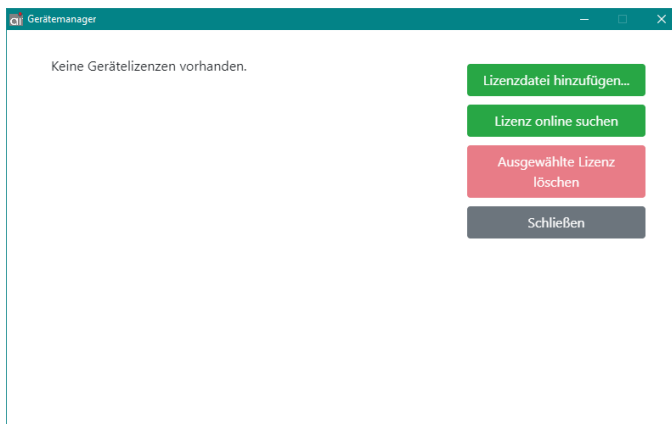 Gerätemanager
Keine Gerätelizenzen vorhanden.
Lizenzdatei hinzufügen...
Lizenz online suchen
Ausgewählte Lizenz
löschen
Schließen